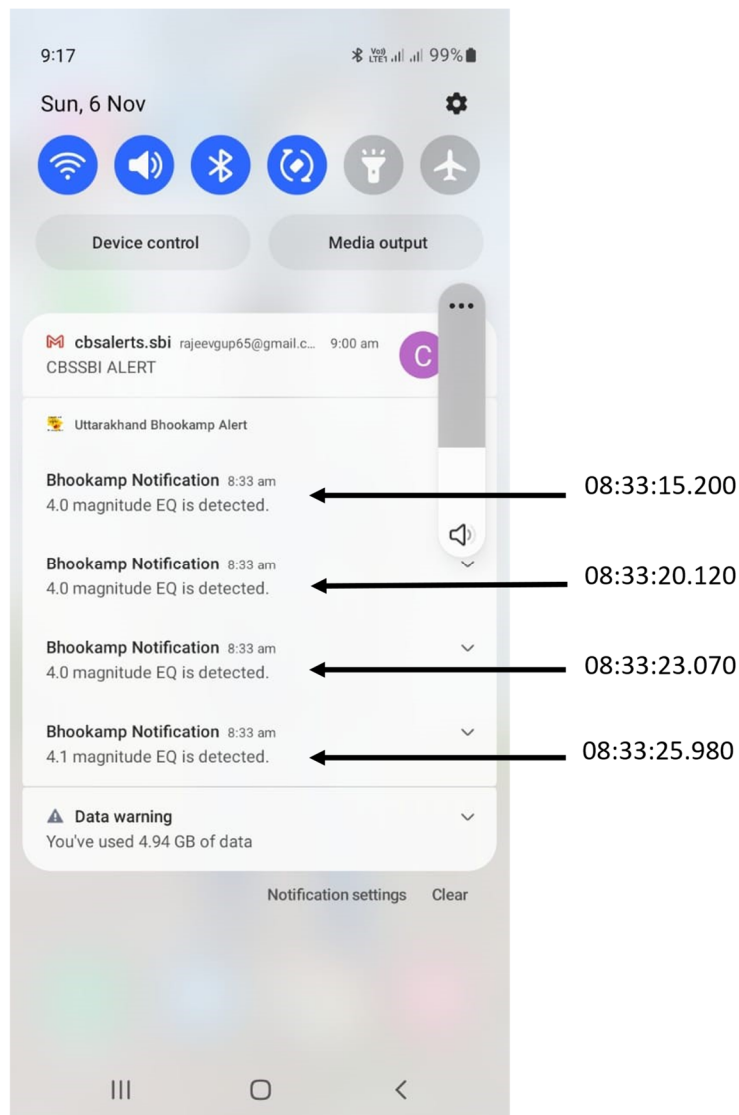 9:17
Vo)) LTE1 99%
Sun, 6 Nov
Device control Media output
cbsalerts.sbi rajeevgup65@gmail.c... 9:00 am
C
CBSSBI ALERT
Uttarakhand Bhookamp Alert
Bhookamp Notification 8:33 am
4.0 magnitude EQ is detected.
08:33:15.200
Bhookamp Notification 8:33 am
4.0 magnitude EQ is detected.
08:33:20.120
Bhookamp Notification 8:33 am
4.0 magnitude EQ is detected.
08:33:23.070
Bhookamp Notification 8:33 am
4.1 magnitude EQ is detected.
08:33:25.980
Data warning
You've used 4.94 GB of data
Notification settings Clear